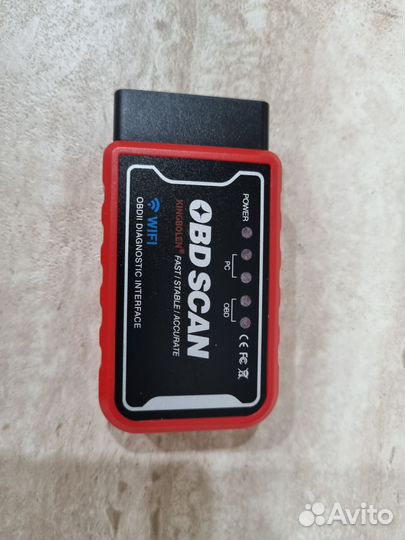 POWER
PC
OBD
OBD SCAN
KINGBOLEN®
FAST / STABLE / ACCURATE
WIFI
OBDII DIAGNOSTIC INTERFACE
CE FC
Avito